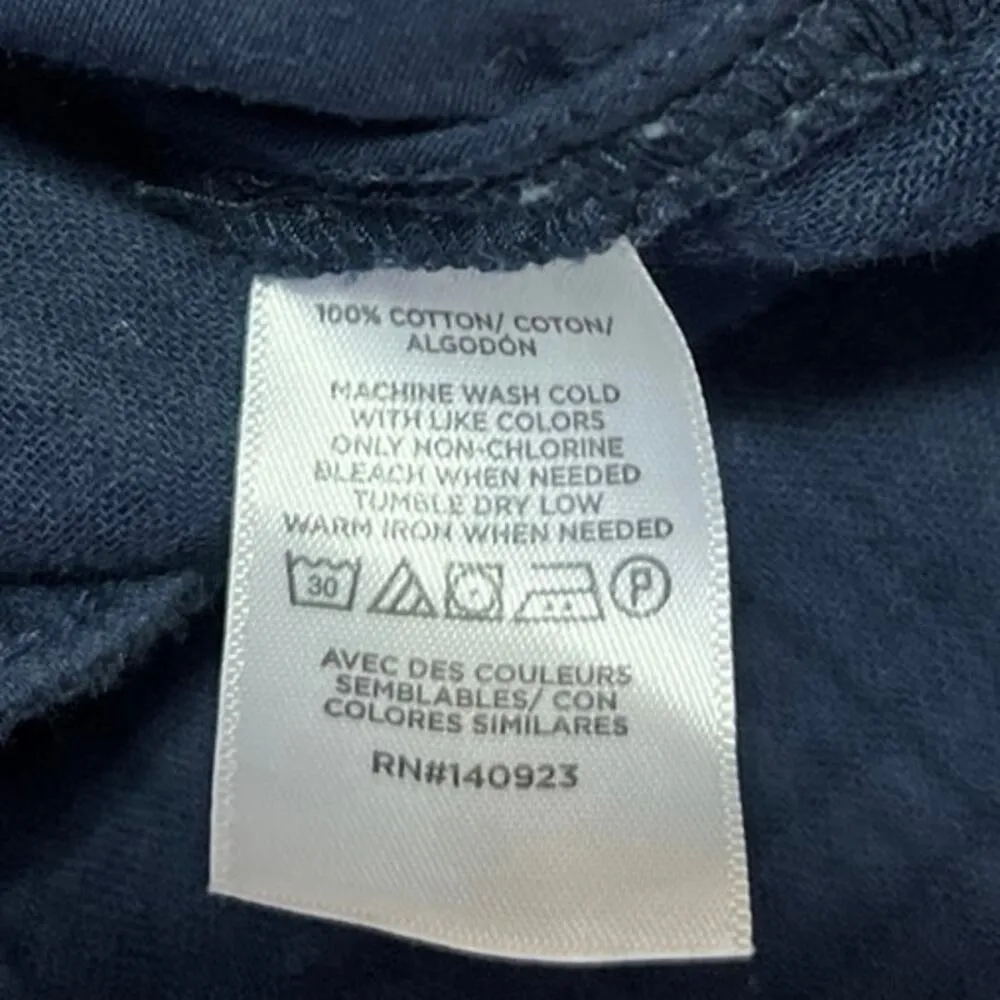 100% COTTON/ COTON/
ALGODÓN
MACHINE WASH COLD
WITH LIKE COLORS
ONLY NON-CHLORINE
BLEACH WHEN NEEDED
TUMBLE DRY LOW
WARM IRON WHEN NEEDED
30 P
AVEC DES COULEURS
SEMBLABLES/ CON
COLORES SIMILARES
RN#140923